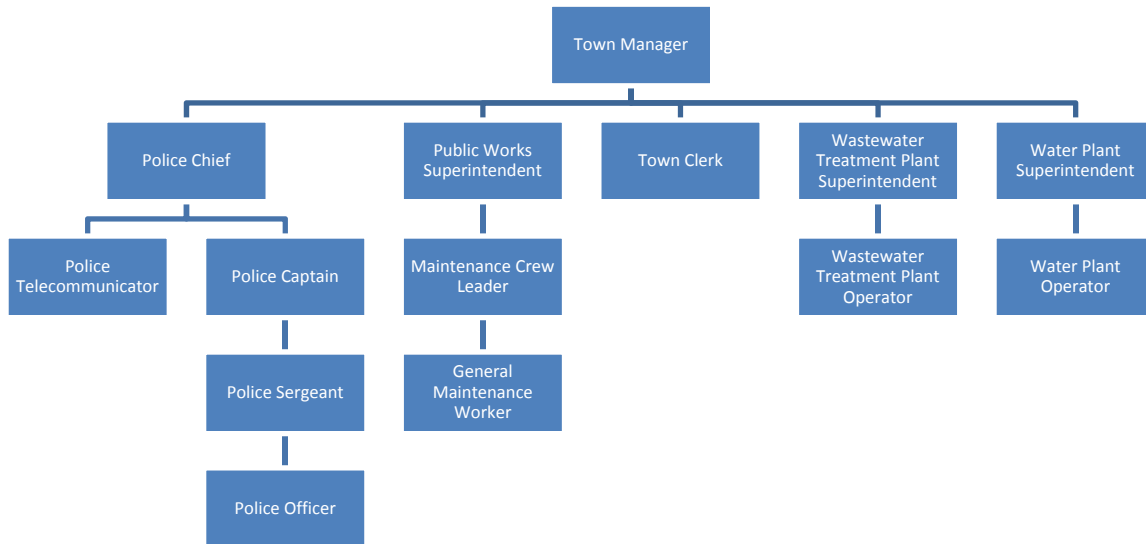 Town Manager
Police Chief
Public Works
Superintendent
Town Clerk
Wastewater
Treatment Plant
Superintendent
Water Plant
Superintendent
Police
Telecommunicator
Police Captain
Maintenance Crew
Leader
Wastewater
Treatment Plant
Operator
Water Plant
Operator
Police Sergeant
General
Maintenance
Worker
Police Officer